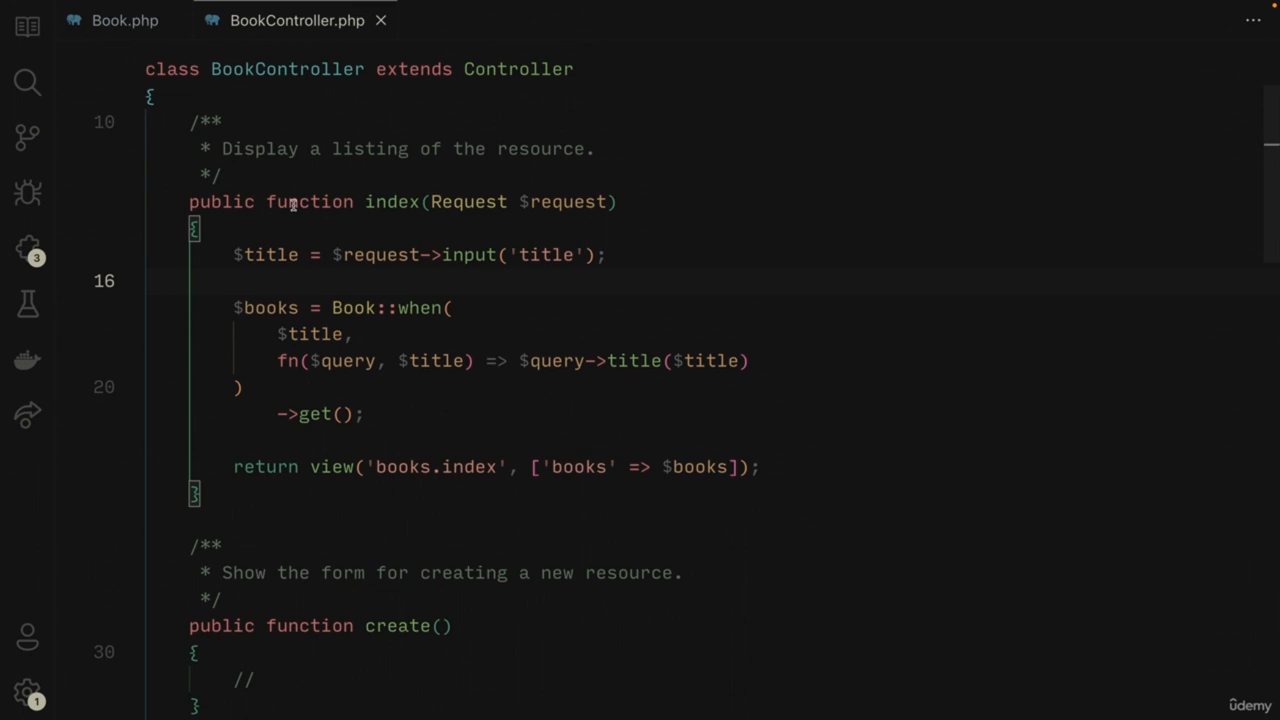 Book.php
BookController.php
class BookController extends Controller
{
10
/**
* Display a listing of the resource.
*/
public function index(Request $request)
{
$title = $request->input('title');
16
$books = Book::when(
$title,
fn($query, $title) => $query->title($title)
20
)
->get();
return view('books.index', ['books' => $books]);
}
/**
* Show the form for creating a new resource.
*/
public function create()
30
{
//
}
3
1
ûdemy